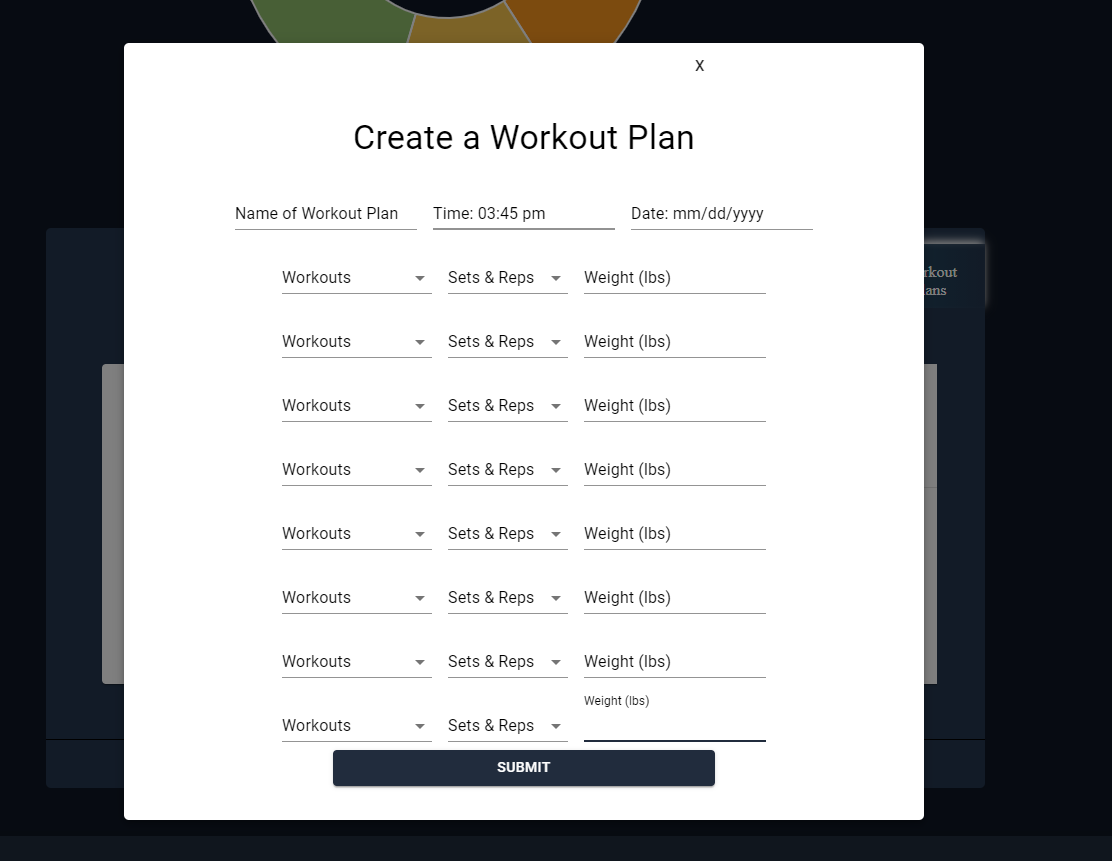 X
Create a Workout Plan
Name of Workout Plan Time: 03:45 pm Date: mm/dd/yyyy
Workouts Sets & Reps Weight (lbs)
Workouts Sets & Reps Weight (lbs)
Workouts Sets & Reps Weight (lbs)
Workouts Sets & Reps Weight (lbs)
Workouts Sets & Reps Weight (lbs)
Workouts Sets & Reps Weight (lbs)
Workouts Sets & Reps Weight (lbs)
Weight (lbs)
Workouts Sets & Reps
SUBMIT